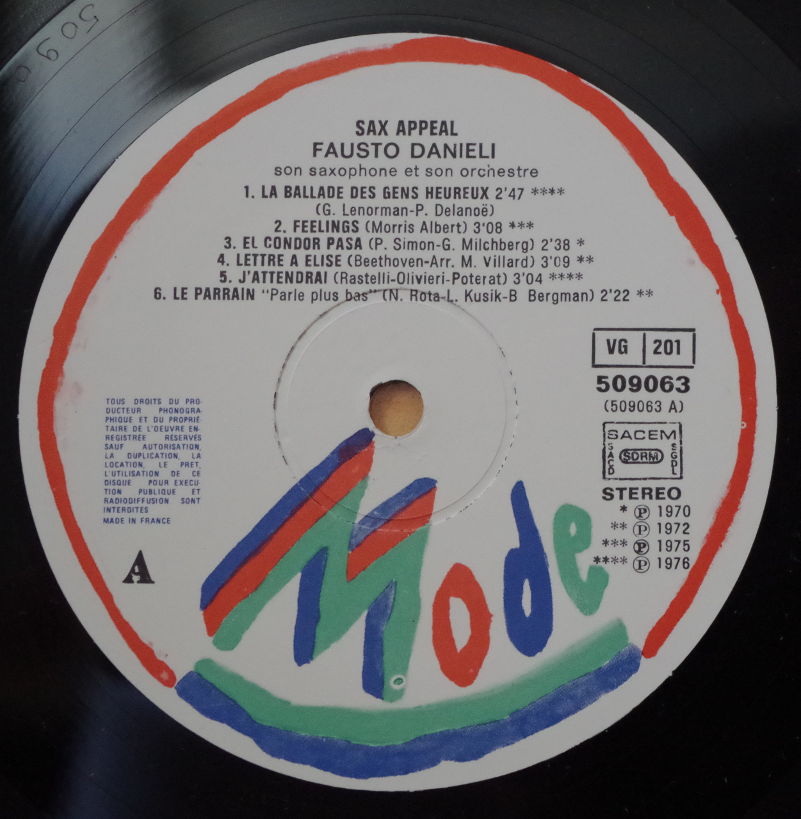 5090
SAX APPEAL
FAUSTO DANIELI
son saxophone et son orchestre
1. LA BALLADE DES GENS HEUREUX 2'47 ****
(G. Lenorman-P. Delanoë)
2. FEELINGS (Morris Albert) 3'08 ***
3. EL CONDOR PASA (P. Simon-G. Milchberg) 2'38 *
4. LETTRE A ELISE (Beethoven-Arr. M. Villard) 3'09 **
5. J'ATTENDRAI (Rastelli-Olivieri-Poterat) 3'04 ****
6. LE PARRAIN "Parle plus bas" (N. Rota-L. Kusik-B Bergman) 2'22 **
VG 201
509063
(509063 A)
SACEM
SACD SDRM SGDL
STEREO
* ℗ 1970
** ℗ 1972
*** ℗ 1975
**** ℗ 1976
TOUS DROITS DU PRO-
DUCTEUR PHONOGRA-
PHIQUE ET DU PROPRIÉ-
TAIRE DE L'OEUVRE EN-
REGISTREE RÉSERVÉS
SAUF AUTORISATION,
LA DUPLICATION, LA
LOCATION, LE PRET,
L'UTILISATION DE CE
DISQUE POUR EXECU-
TION PUBLIQUE ET
RADIODIFFUSION SONT
INTERDITES
MADE IN FRANCE
A
Mode